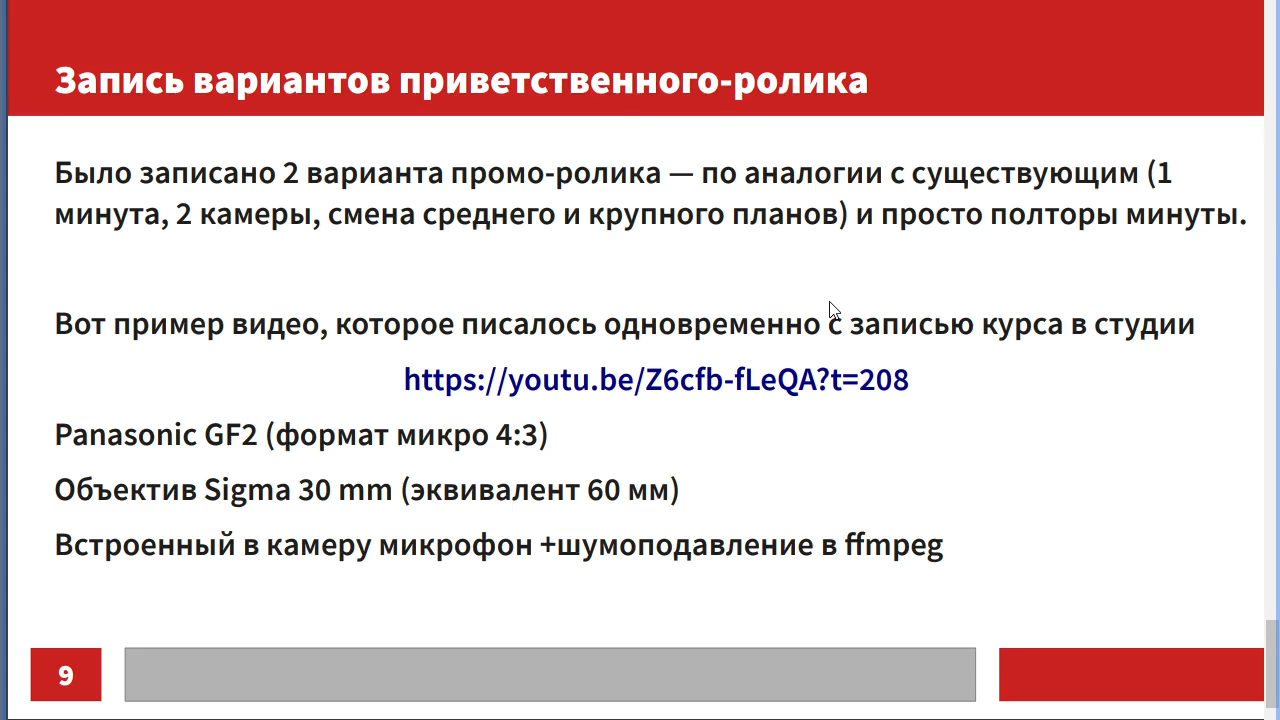 Запись вариантов приветственного-ролика
Было записано 2 варианта промо-ролика — по аналогии с существующим (1
минута, 2 камеры, смена среднего и крупного планов) и просто полторы минуты.
Вот пример видео, которое писалось одновременно с записью курса в студии
https://youtu.be/Z6cfb-fLeQA?t=208
Panasonic GF2 (формат микро 4:3)
Объектив Sigma 30 mm (эквивалент 60 мм)
Встроенный в камеру микрофон +шумоподавление в ffmpeg
9